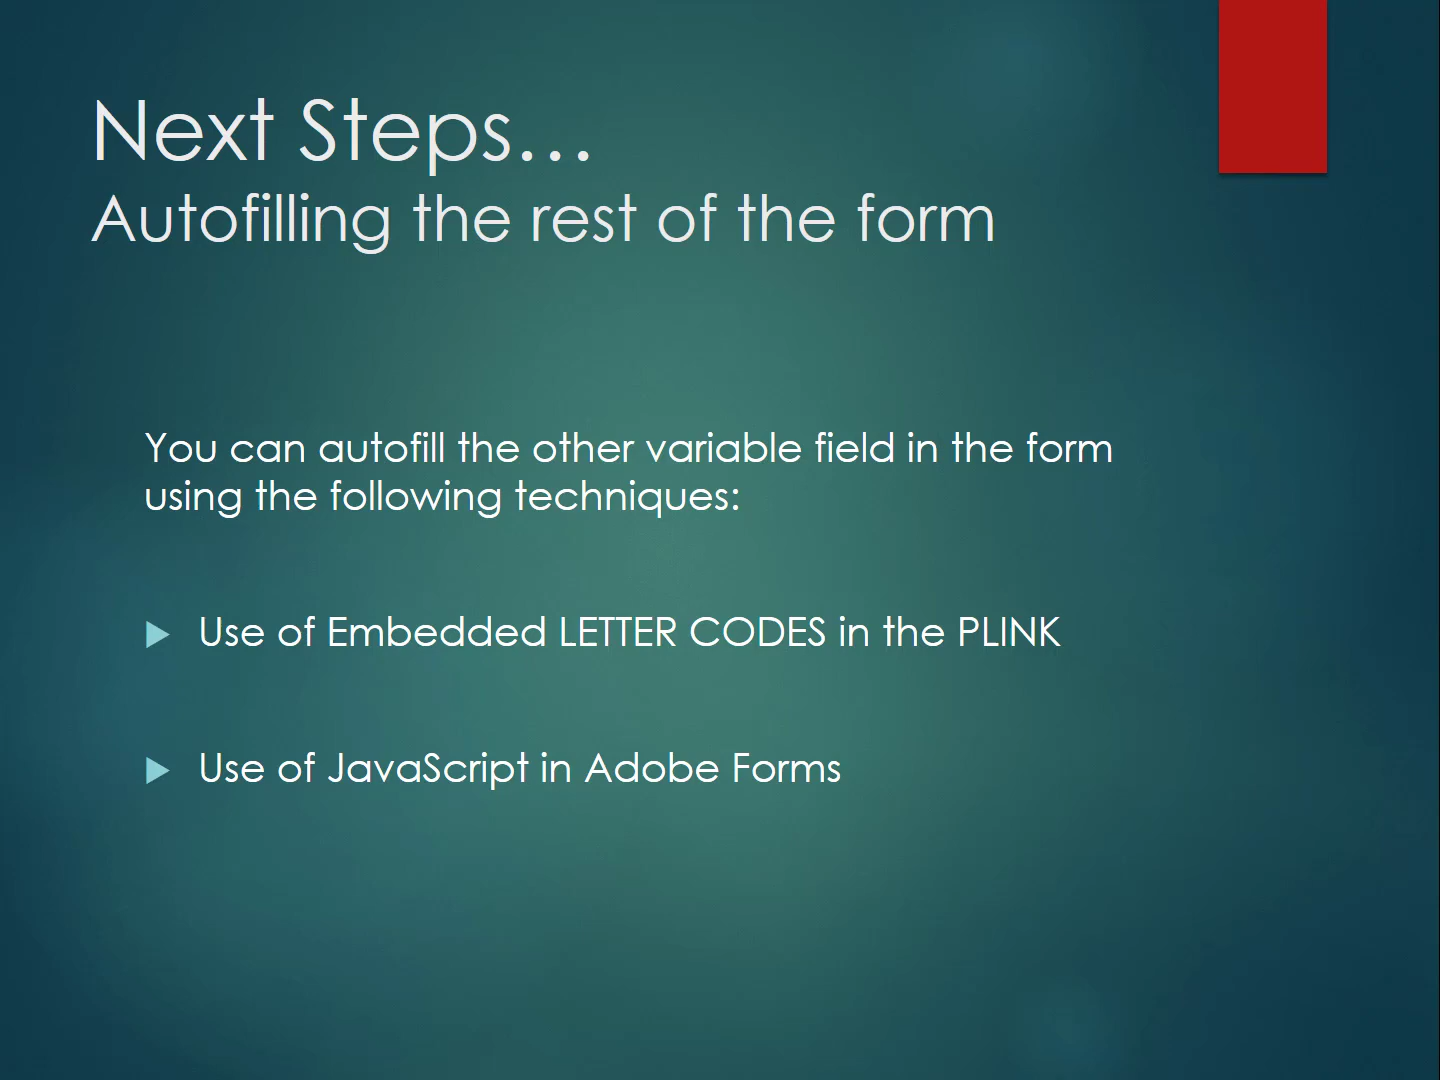 Next Steps...
Autofilling the rest of the form
You can autofill the other variable field in the form
using the following techniques:
Use of Embedded LETTER CODES in the PLINK
Use of JavaScript in Adobe Forms